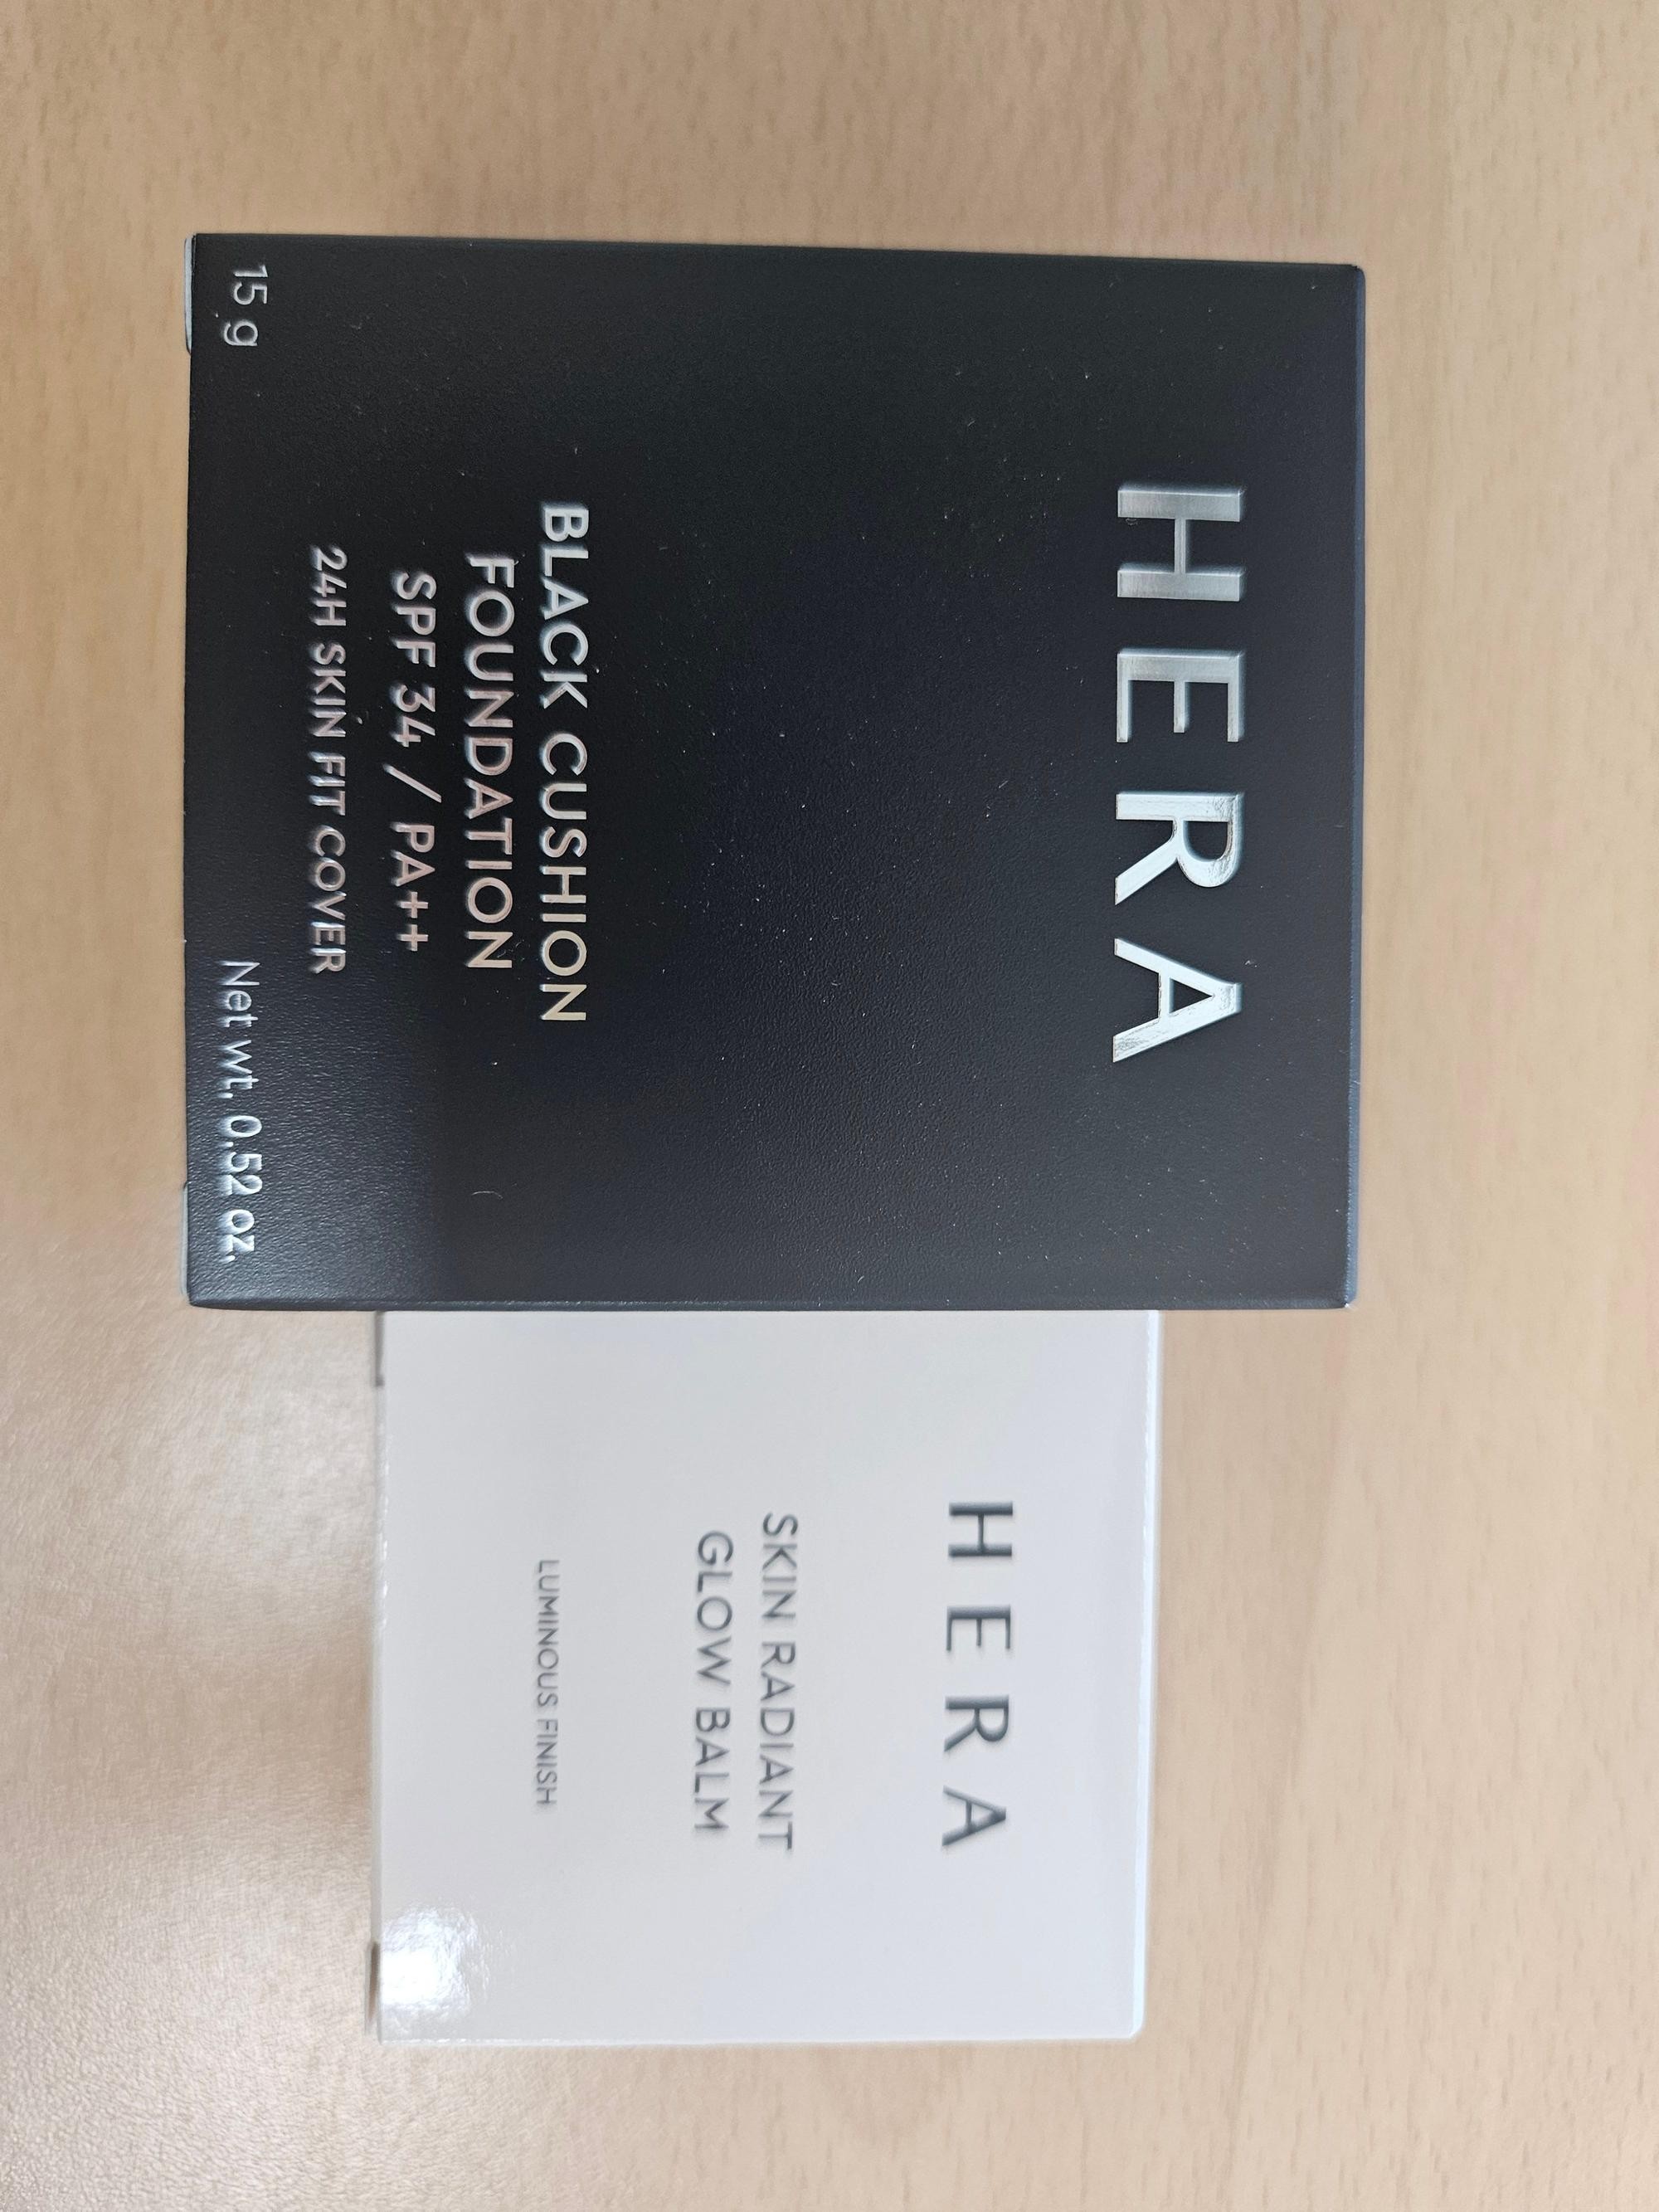 HERA
BLACK CUSHION
FOUNDATION
SPF 34 / PA++
24H SKIN FIT COVER
15 g
Net wt. 0.52 oz.
HERA
SKIN RADIANT
GLOW BALM
LUMINOUS FINISH